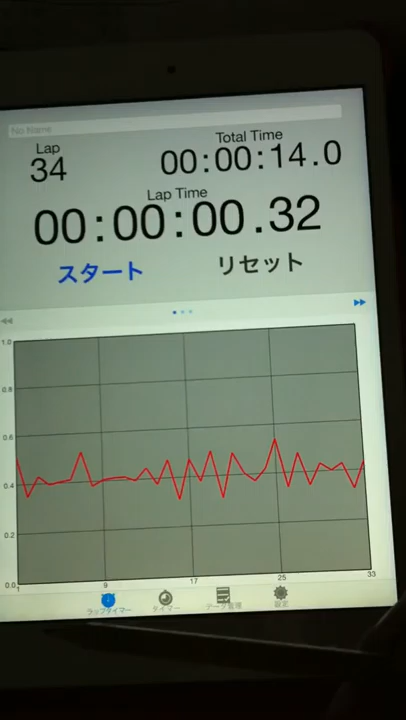 No Name
Lap
Total Time
34
00:00:14.0
Lap Time
00:00:00.32
スタート
リセット
1.0
0.8
0.6
0.4
0.2
0.0
1
9
17
25
33
ラップタイマー
タイマー
データ管理
設定